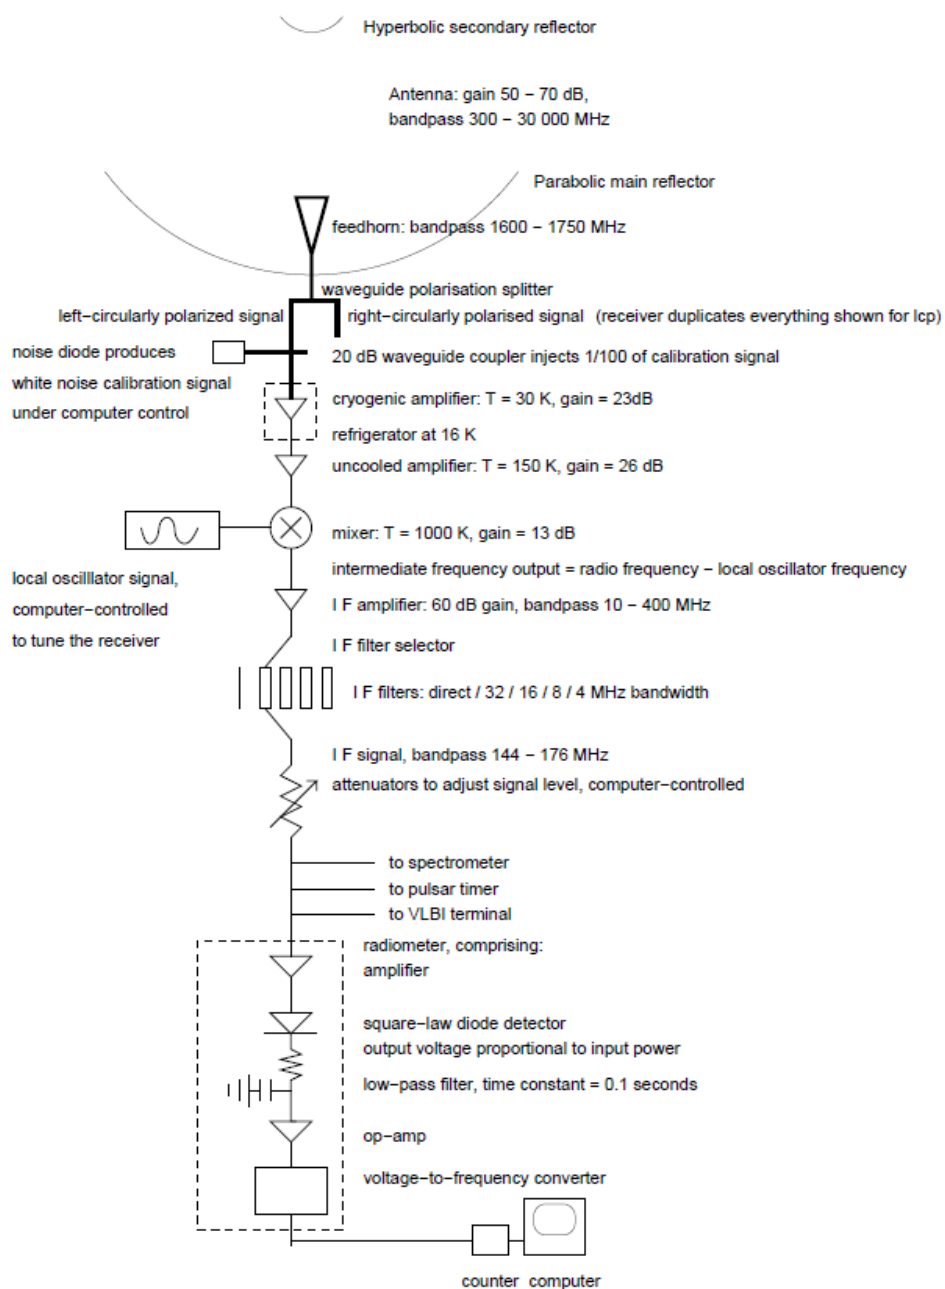 Hyperbolic secondary reflector
Antenna: gain 50 − 70 dB,
bandpass 300 − 30 000 MHz
Parabolic main reflector
feedhorn: bandpass 1600 − 1750 MHz
waveguide polarisation splitter
left−circularly polarized signal
right−circularly polarised signal (receiver duplicates everything shown for lcp)
noise diode produces
white noise calibration signal
under computer control
20 dB waveguide coupler injects 1/100 of calibration signal
cryogenic amplifier: T = 30 K, gain = 23dB
refrigerator at 16 K
uncooled amplifier: T = 150 K, gain = 26 dB
mixer: T = 1000 K, gain = 13 dB
intermediate frequency output = radio frequency − local oscillator frequency
local oscilllator signal,
computer−controlled
to tune the receiver
I F amplifier: 60 dB gain, bandpass 10 − 400 MHz
I F filter selector
I F filters: direct / 32 / 16 / 8 / 4 MHz bandwidth
I F signal, bandpass 144 − 176 MHz
attenuators to adjust signal level, computer−controlled
to spectrometer
to pulsar timer
to VLBI terminal
radiometer, comprising:
amplifier
square−law diode detector
output voltage proportional to input power
low−pass filter, time constant = 0.1 seconds
op−amp
voltage−to−frequency converter
counter computer